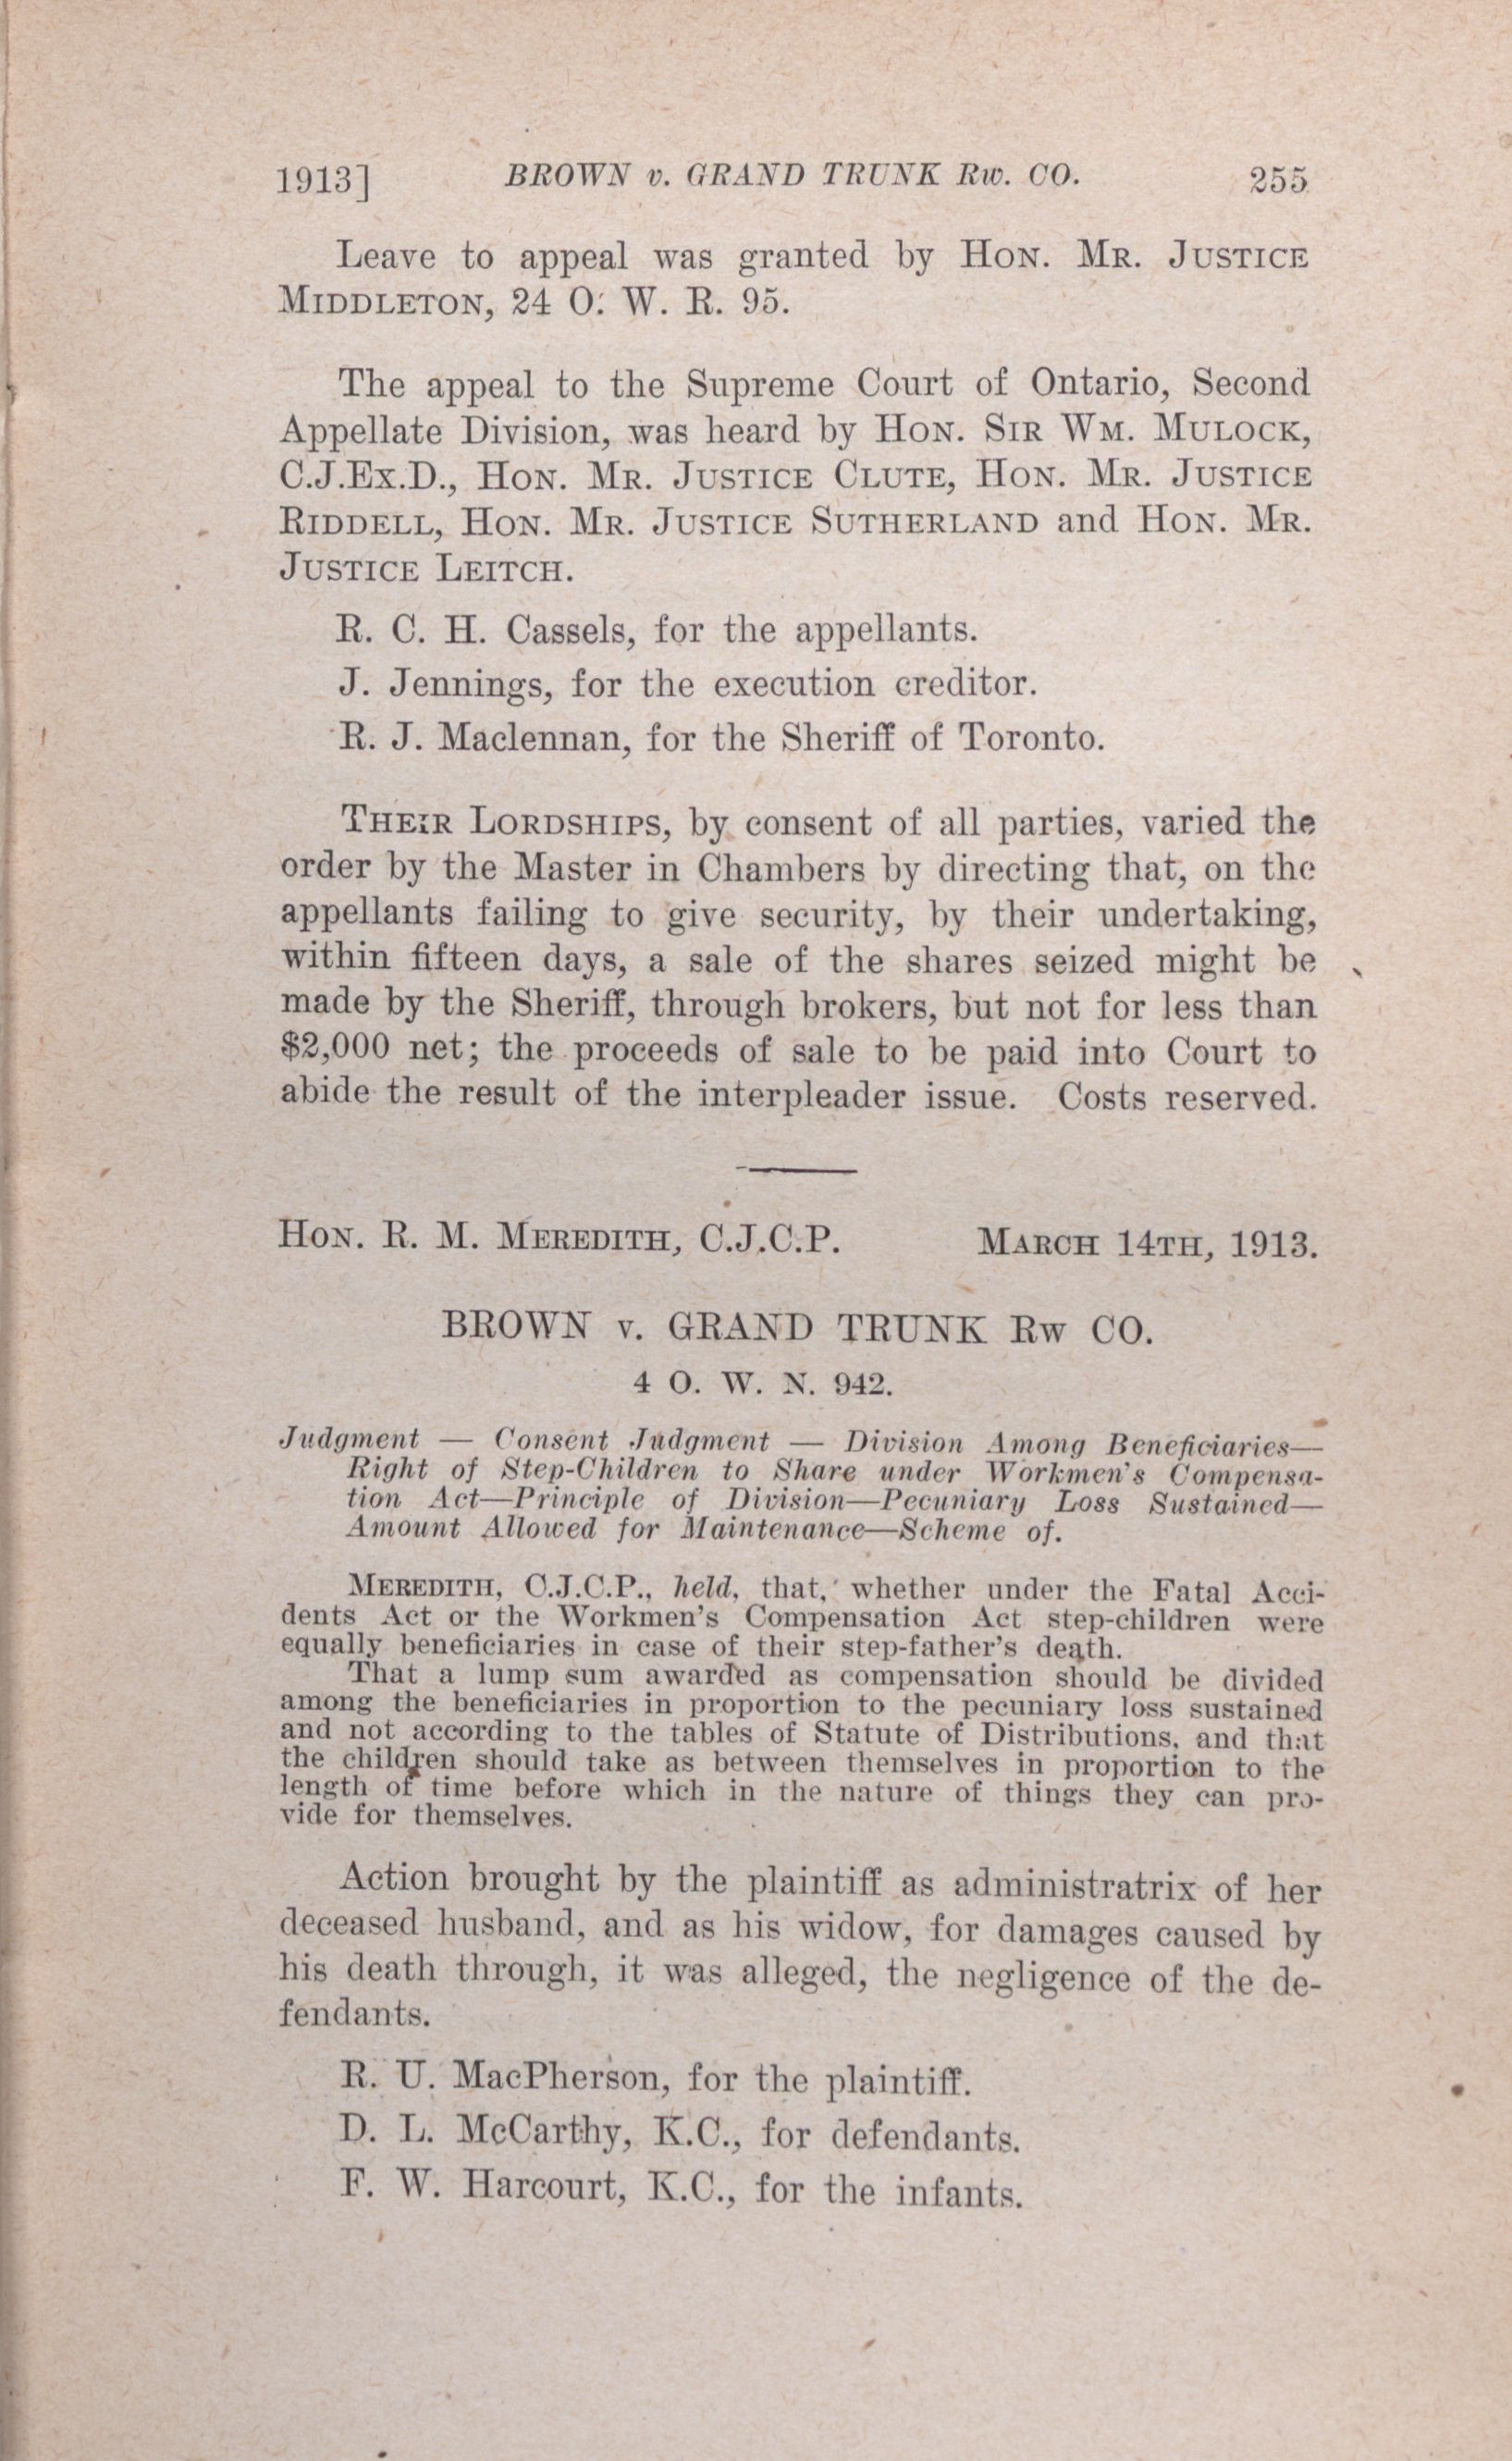 1913] BROWN v. GRAND TRUNK Rw. CO. 255
Leave to appeal was granted by HON. MR. JUSTICE
MIDDLETON, 24 O. W. R. 95.
The appeal to the Supreme Court of Ontario, Second
Appellate Division, was heard by HON. SIR WM. MULOCK,
C.J.EX.D., HON. MR. JUSTICE CLUTE, HON. MR. JUSTICE
RIDDELL, HON. MR. JUSTICE SUTHERLAND and HON. MR.
JUSTICE LEITCH.
R. C. H. Cassels, for the appellants.
J. Jennings, for the execution creditor.
R. J. Maclennan, for the Sheriff of Toronto.
THEIR LORDSHIPS, by consent of all parties, varied the
order by the Master in Chambers by directing that, on the
appellants failing to give security, by their undertaking,
within fifteen days, a sale of the shares seized might be
made by the Sheriff, through brokers, but not for less than
$2,000 net; the proceeds of sale to be paid into Court to
abide the result of the interpleader issue. Costs reserved.
HON. R. M. MEREDITH, C.J.C.P. MARCH 14TH, 1913.
BROWN v. GRAND TRUNK RW CO.
4 O. W. N. 942.
Judgment — Consent Judgment — Division Among Beneficiaries—
Right of Step-Children to Share under Workmen's Compensa-
tion Act—Principle of Division—Pecuniary Loss Sustained—
Amount Allowed for Maintenance—Scheme of.
MEREDITH, C.J.C.P., held, that, whether under the Fatal Acci-
dents Act or the Workmen's Compensation Act step-children were
equally beneficiaries in case of their step-father's death.
That a lump sum awarded as compensation should be divided
among the beneficiaries in proportion to the pecuniary loss sustained
and not according to the tables of Statute of Distributions, and that
the children should take as between themselves in proportion to the
length of time before which in the nature of things they can pro-
vide for themselves.
Action brought by the plaintiff as administratrix of her
deceased husband, and as his widow, for damages caused by
his death through, it was alleged, the negligence of the de-
fendants.
R. U. MacPherson, for the plaintiff.
D. L. McCarthy, K.C., for defendants.
F. W. Harcourt, K.C., for the infants.